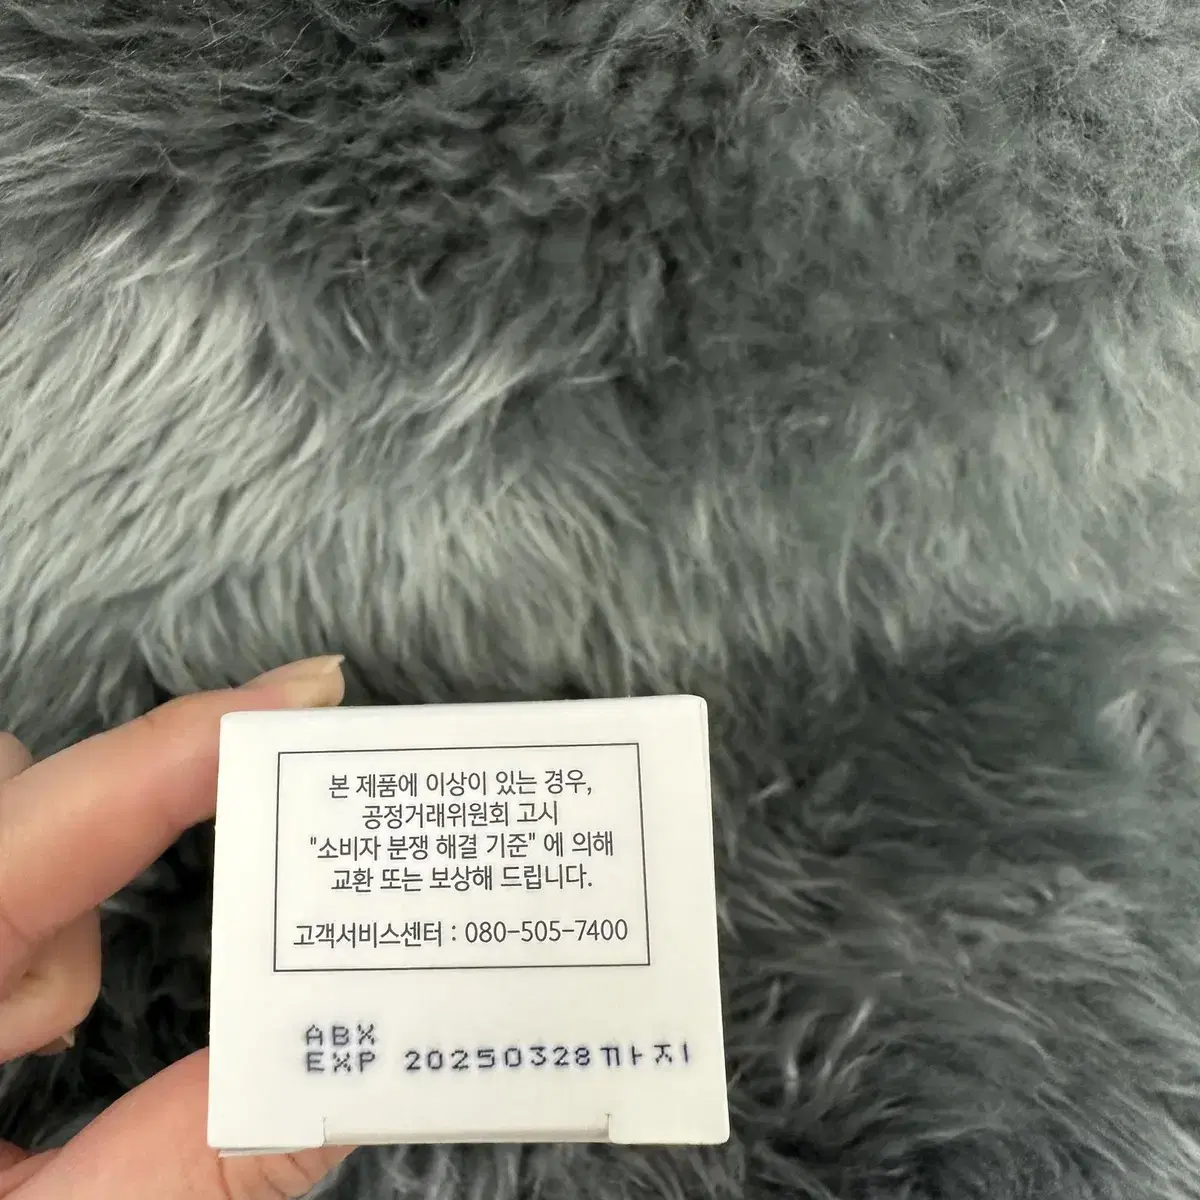 본 제품에 이상이 있는 경우,
공정거래위원회 고시
"소비자 분쟁 해결 기준" 에 의해
교환 또는 보상해 드립니다.
고객서비스센터 : 080-505-7400
ABX
EXP 20250328까지